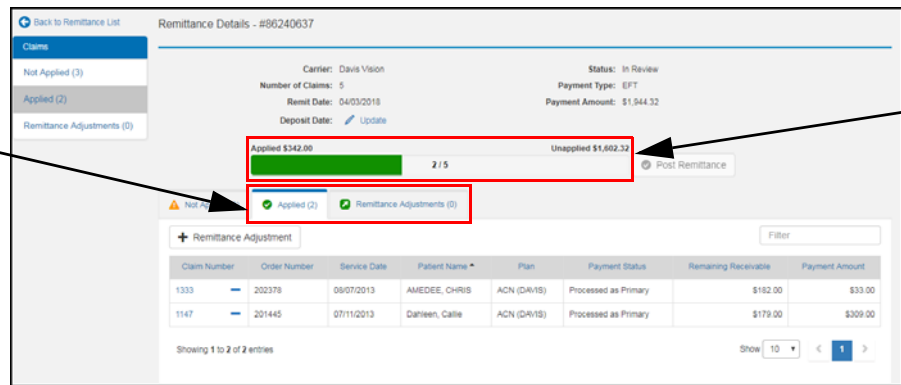 Back to Remittance List
Remittance Details - #86240637
Claims
Not Applied (3)
Applied (2)
Remittance Adjustments (0)
Carrier: Davis Vision
Status: In Review
Number of Claims: 5
Payment Type: EFT
Remit Date: 04/03/2018
Payment Amount: $1,944.32
Deposit Date: Update
Applied $342.00
Unapplied $1,602.32
2 / 5
Post Remittance
Not Ap
Applied (2)
Remittance Adjustments (0)
Remittance Adjustment
Filter
Claim Number Order Number Service Date Patient Name Plan Payment Status Remaining Receivable Payment Amount
1333 202378 08/07/2013 AMEDEE, CHRIS ACN (DAVIS) Processed as Primary $182.00 $33.00
1147 201445 07/11/2013 Dahleen, Callie ACN (DAVIS) Processed as Primary $179.00 $309.00
Showing 1 to 2 of 2 entries
Show 10
1